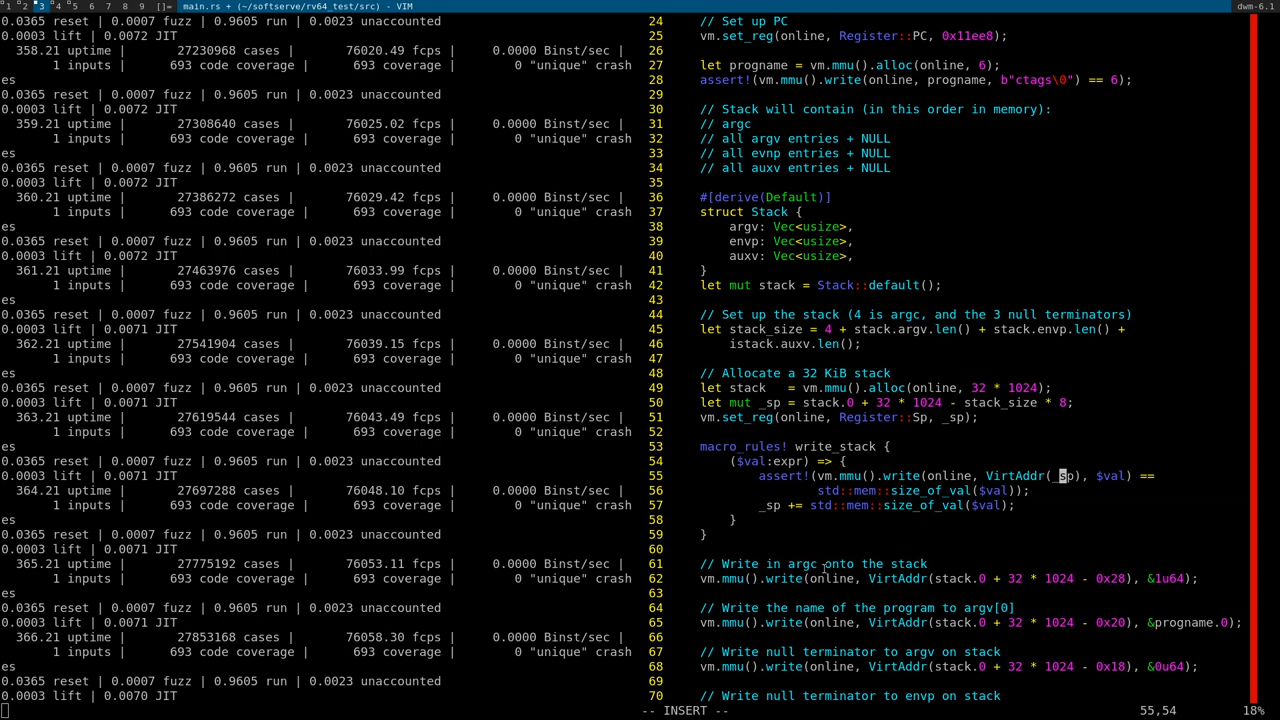 1 2 3 4 5 6 7 8 9 []= main.rs + (~/softserve/rv64_test/src) - VIM dwm-6.1
0.0365 reset | 0.0007 fuzz | 0.9605 run | 0.0023 unaccounted
0.0003 lift | 0.0072 JIT
358.21 uptime | 27230968 cases | 76020.49 fcps | 0.0000 Binst/sec |
1 inputs | 693 code coverage | 693 coverage | 0 "unique" crash
es
0.0365 reset | 0.0007 fuzz | 0.9605 run | 0.0023 unaccounted
0.0003 lift | 0.0072 JIT
359.21 uptime | 27308640 cases | 76025.02 fcps | 0.0000 Binst/sec |
1 inputs | 693 code coverage | 693 coverage | 0 "unique" crash
es
0.0365 reset | 0.0007 fuzz | 0.9605 run | 0.0023 unaccounted
0.0003 lift | 0.0072 JIT
360.21 uptime | 27386272 cases | 76029.42 fcps | 0.0000 Binst/sec |
1 inputs | 693 code coverage | 693 coverage | 0 "unique" crash
es
0.0365 reset | 0.0007 fuzz | 0.9605 run | 0.0023 unaccounted
0.0003 lift | 0.0072 JIT
361.21 uptime | 27463976 cases | 76033.99 fcps | 0.0000 Binst/sec |
1 inputs | 693 code coverage | 693 coverage | 0 "unique" crash
es
0.0365 reset | 0.0007 fuzz | 0.9605 run | 0.0023 unaccounted
0.0003 lift | 0.0071 JIT
362.21 uptime | 27541904 cases | 76039.15 fcps | 0.0000 Binst/sec |
1 inputs | 693 code coverage | 693 coverage | 0 "unique" crash
es
0.0365 reset | 0.0007 fuzz | 0.9605 run | 0.0023 unaccounted
0.0003 lift | 0.0071 JIT
363.21 uptime | 27619544 cases | 76043.49 fcps | 0.0000 Binst/sec |
1 inputs | 693 code coverage | 693 coverage | 0 "unique" crash
es
0.0365 reset | 0.0007 fuzz | 0.9605 run | 0.0023 unaccounted
0.0003 lift | 0.0071 JIT
364.21 uptime | 27697288 cases | 76048.10 fcps | 0.0000 Binst/sec |
1 inputs | 693 code coverage | 693 coverage | 0 "unique" crash
es
0.0365 reset | 0.0007 fuzz | 0.9605 run | 0.0023 unaccounted
0.0003 lift | 0.0071 JIT
365.21 uptime | 27775192 cases | 76053.11 fcps | 0.0000 Binst/sec |
1 inputs | 693 code coverage | 693 coverage | 0 "unique" crash
es
0.0365 reset | 0.0007 fuzz | 0.9605 run | 0.0023 unaccounted
0.0003 lift | 0.0071 JIT
366.21 uptime | 27853168 cases | 76058.30 fcps | 0.0000 Binst/sec |
1 inputs | 693 code coverage | 693 coverage | 0 "unique" crash
es
0.0365 reset | 0.0007 fuzz | 0.9605 run | 0.0023 unaccounted
0.0003 lift | 0.0070 JIT
24 // Set up PC
25 vm.set_reg(online, Register::PC, 0x11ee8);
26
27 let progname = vm.mmu().alloc(online, 6);
28 assert!(vm.mmu().write(online, progname, b"ctags\0") == 6);
29
30 // Stack will contain (in this order in memory):
31 // argc
32 // all argv entries + NULL
33 // all evnp entries + NULL
34 // all auxv entries + NULL
35
36 #[derive(Default)]
37 struct Stack {
38 argv: Vec<usize>,
39 envp: Vec<usize>,
40 auxv: Vec<usize>,
41 }
42 let mut stack = Stack::default();
43
44 // Set up the stack (4 is argc, and the 3 null terminators)
45 let stack_size = 4 + stack.argv.len() + stack.envp.len() +
46 istack.auxv.len();
47
48 // Allocate a 32 KiB stack
49 let stack = vm.mmu().alloc(online, 32 * 1024);
50 let mut _sp = stack.0 + 32 * 1024 - stack_size * 8;
51 vm.set_reg(online, Register::Sp, _sp);
52
53 macro_rules! write_stack {
54 ($val:expr) => {
55 assert!(vm.mmu().write(online, VirtAddr(_sp), $val) ==
56 std::mem::size_of_val($val));
57 _sp += std::mem::size_of_val($val);
58 }
59 }
60
61 // Write in argc onto the stack
62 vm.mmu().write(online, VirtAddr(stack.0 + 32 * 1024 - 0x28), &1u64);
63
64 // Write the name of the program to argv[0]
65 vm.mmu().write(online, VirtAddr(stack.0 + 32 * 1024 - 0x20), &progname.0);
66
67 // Write null terminator to argv on stack
68 vm.mmu().write(online, VirtAddr(stack.0 + 32 * 1024 - 0x18), &0u64);
69
70 // Write null terminator to envp on stack
-- INSERT -- 55,54 18%